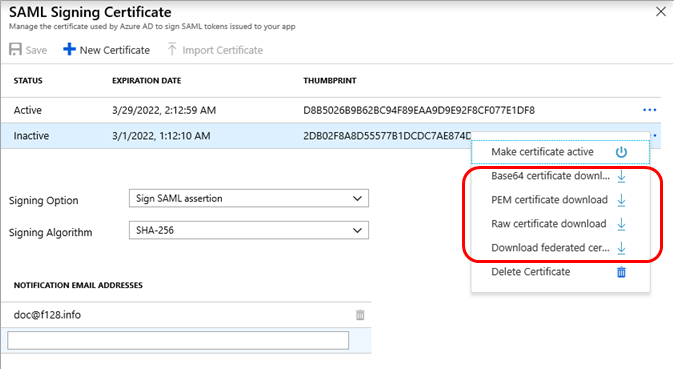 SAML Signing Certificate
Manage the certificate used by Azure AD to sign SAML tokens issued to your app
Save New Certificate Import Certificate
STATUS EXPIRATION DATE THUMBPRINT
Active 3/29/2022, 2:12:59 AM D8B5026B9B62BC94F89EAA9D9E92F8CF077E1DF8
Inactive 3/1/2022, 1:12:10 AM 2DB02F8A8D55577B1DCDC7AE874D
Make certificate active
Base64 certificate downl...
PEM certificate download
Raw certificate download
Download federated cer...
Delete Certificate
Signing Option Sign SAML assertion
Signing Algorithm SHA-256
NOTIFICATION EMAIL ADDRESSES
doc@f128.info